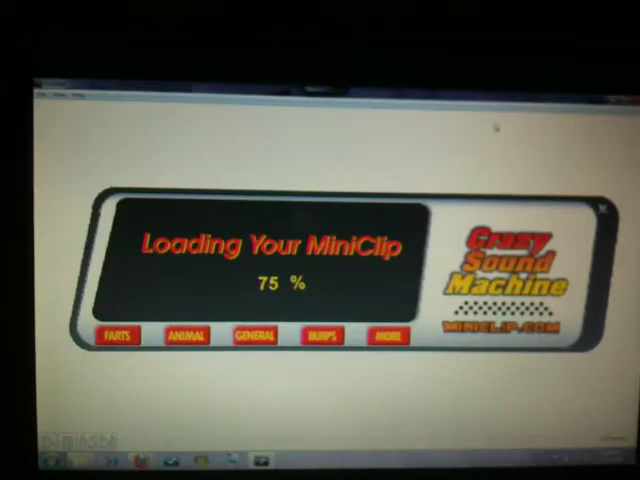 Loading Your MiniClip
75 %
Crazy
Sound
Machine
MINICLIP.COM
FARTS
ANIMAL
GENERAL
BURPS
MORE